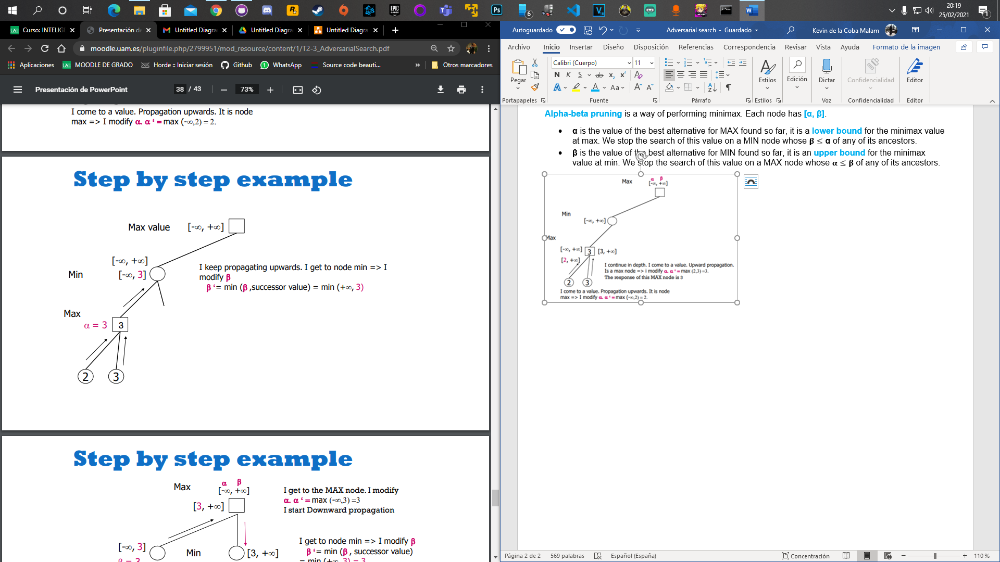 20:19
25/02/2021
6
1
Curso: INTELIG
Presentación de
Untitled Diagra
Untitled Diagra
Untitled Diagra
moodle.uam.es/pluginfile.php/2799951/mod_resource/content/1/T2-3_AdversarialSearch.pdf
Aplicaciones
MOODLE DE GRADO
Horde :: Iniciar sesión
Github
WhatsApp
Source code beauti...
»
Otros marcadores
Presentación de PowerPoint
38 / 43
73%
I come to a value. Propagation upwards. It is node
max => I modify α. α ‘ = max (-∞,2) = 2.
Step by step example
Max value [-∞, +∞]
[-∞, +∞]
Min [-∞, 3]
I keep propagating upwards. I get to node min => I
modify β
β ‘= min (β ,successor value) = min (+∞, 3)
Max
α = 3 3
2 3
Step by step example
α β
Max [-∞, +∞]
[3, +∞]
I get to the MAX node. I modify
α. α ‘ = max (-∞,3) =3
I start Downward propagation
[-∞, 3]
Min
[3, +∞]
β = 3
I get to node min => I modify β
β ‘= min (β , successor value)
= min (+∞, 3) = 3
Autoguardado
Adversarial search - Guardado
Kevin de la Coba Malam
Archivo Inicio Insertar Diseño Disposición Referencias Correspondencia Revisar Vista Ayuda Formato de la imagen
Pegar
Portapapeles
Calibri (Cuerpo) 11
N K S ab x₂ x²
A A Aa A A
Fuente
Párrafo
Estilos
Estilos
Edición
Dictar
Voz
Confidencialidad
Confidencialidad
Editor
Editor
Alpha-beta pruning is a way of performing minimax. Each node has [α, β].
• α is the value of the best alternative for MAX found so far, it is a lower bound for the minimax value
at max. We stop the search of this value on a MIN node whose β ≤ α of any of its ancestors.
• β is the value of the best alternative for MIN found so far, it is an upper bound for the minimax
value at min. We stop the search of this value on a MAX node whose α ≤ β of any of its ancestors.
α β
Max [-∞, +∞]
Min
[-∞, +∞]
Max
[-∞, +∞] 3 [3, +∞]
[2, +∞]
I continue in depth. I come to a value. Upward propagation.
Is a max node => i modify α. α ‘ = max (2,3) =3.
The response of this MAX node is 3
2 3
I come to a value. Propagation upwards. It is node
max => I modify α. α ‘ = max (-∞,2) = 2.
Página 2 de 2
569 palabras
Español (España)
Concentración
110 %